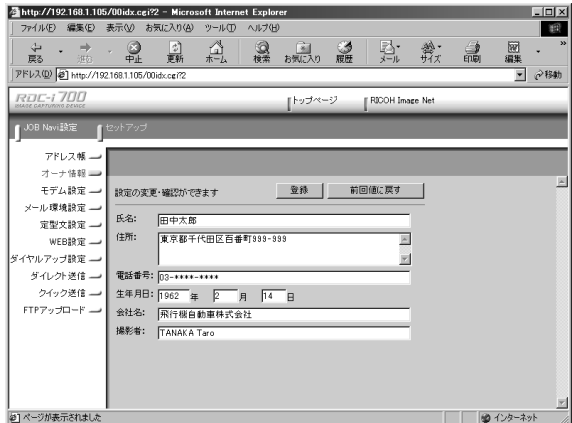 http://192.168.1.105/00idx.cgi?2 - Microsoft Internet Explorer
ファイル(F) 編集(E) 表示(V) お気に入り(A) ツール(T) ヘルプ(H)
戻る 進む 中止 更新 ホーム 検索 お気に入り 履歴 メール サイズ 印刷 編集 »
アドレス(D) http://192.168.1.105/00idx.cgi?2 移動
RDC-i700
IMAGE CAPTURING DEVICE
トップページ RICOH Image Net
JOB Navi設定 セットアップ
アドレス帳
オーナ情報
モデム設定
メール環境設定
定型文設定
WEB設定
ダイヤルアップ設定
ダイレクト送信
クイック送信
FTPアップロード
設定の変更・確認ができます 登録 前回値に戻す
氏名: 田中太郎
住所: 東京都千代田区百番町999-999
電話番号: 03-****-****
生年月日: 1962 年 2 月 14 日
会社名: 飛行機自動車株式会社
撮影者: TANAKA Taro
ページが表示されました インターネット